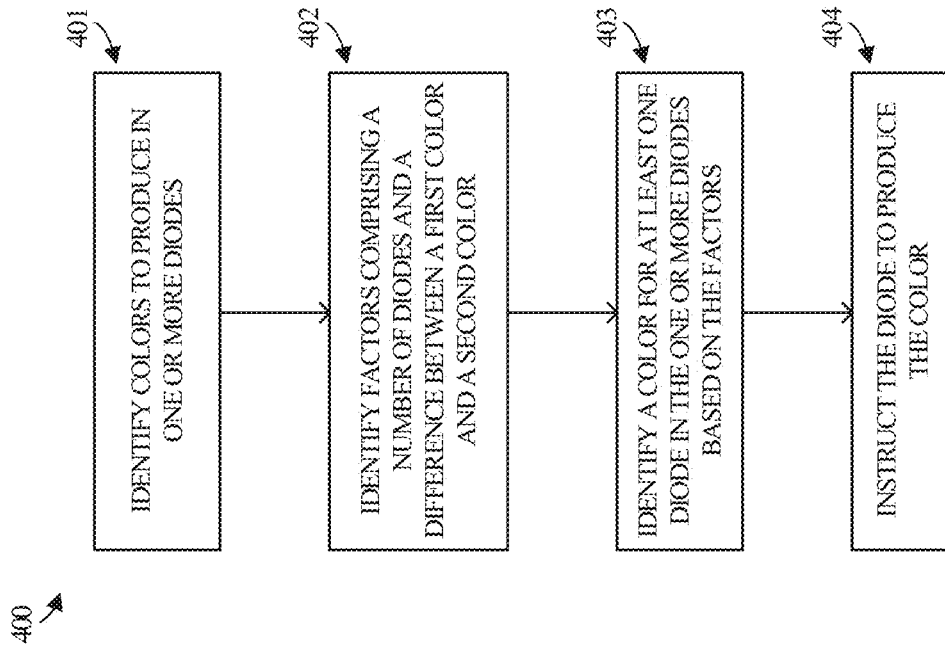 400
401
IDENTIFY COLORS TO PRODUCE IN
ONE OR MORE DIODES
402
IDENTIFY FACTORS COMPRISING A
NUMBER OF DIODES AND A
DIFFERENCE BETWEEN A FIRST COLOR
AND A SECOND COLOR
403
IDENTIFY A COLOR FOR AT LEAST ONE
DIODE IN THE ONE OR MORE DIODES
BASED ON THE FACTORS
404
INSTRUCT THE DIODE TO PRODUCE
THE COLOR